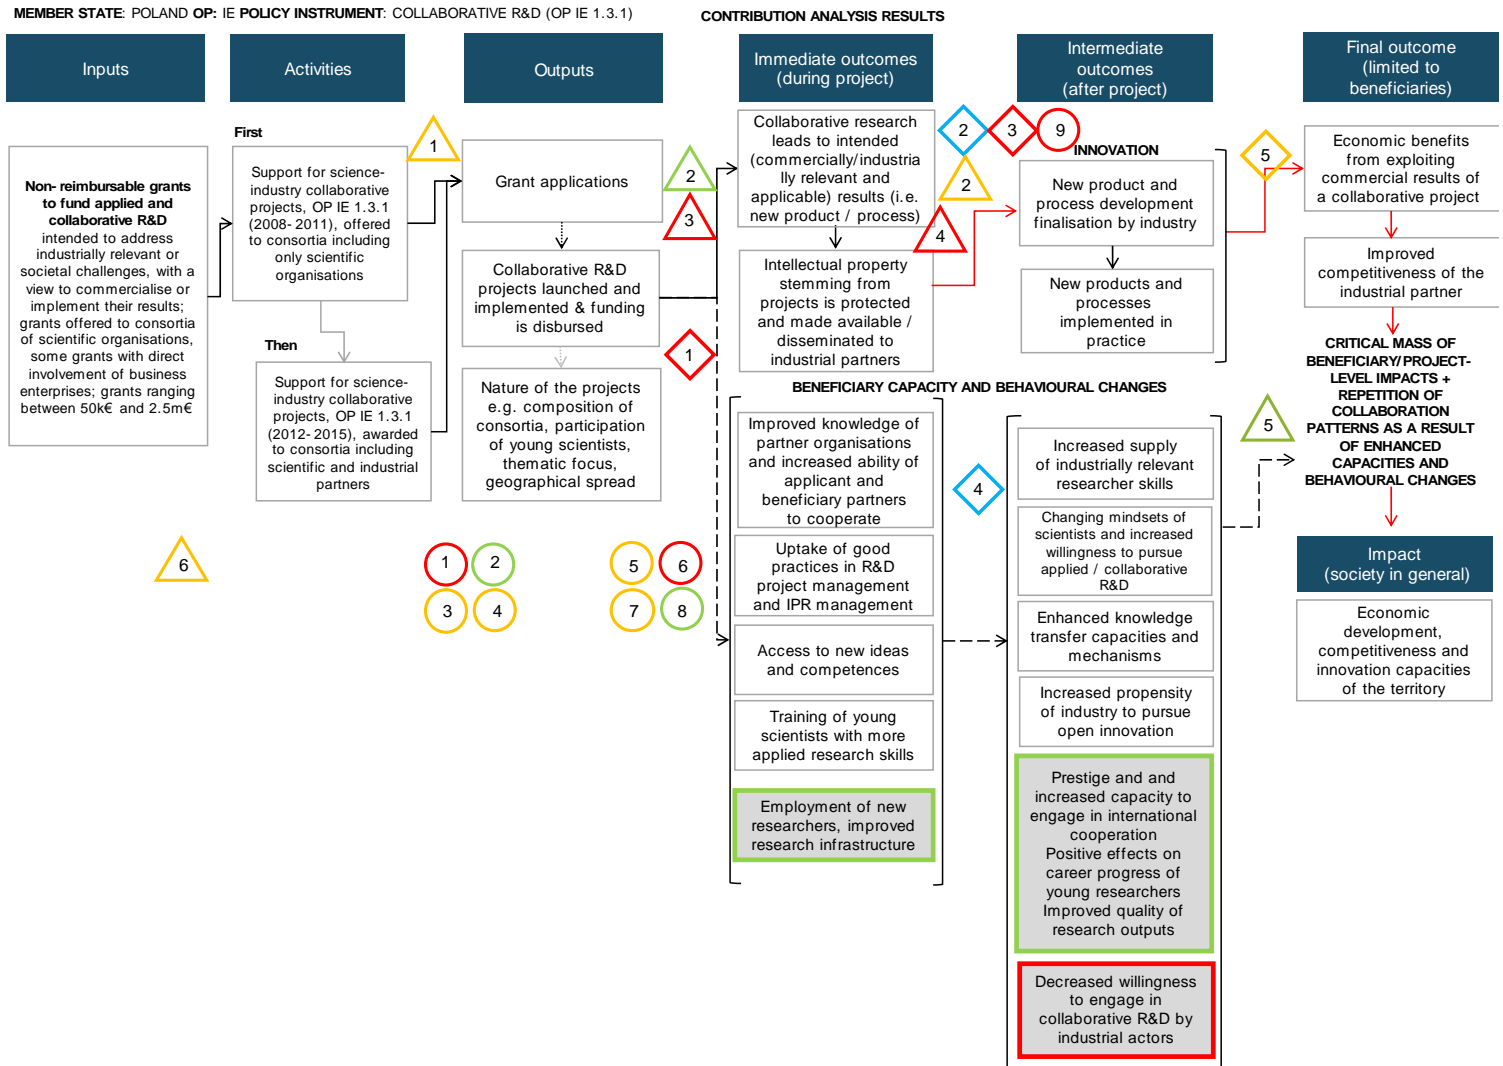 MEMBER STATE: POLAND OP: IE POLICY INSTRUMENT: COLLABORATIVE R&D (OP IE 1.3.1)
CONTRIBUTION ANALYSIS RESULTS
Inputs
Activities
Outputs
Immediate outcomes
(during project)
Intermediate
outcomes
(after project)
Final outcome
(limited to
beneficiaries)
Non- reimbursable grants
to fund applied and
collaborative R&D
intended to address
industrially relevant or
societal challenges, with a
view to commercialise or
implement their results;
grants offered to consortia
of scientific organisations,
some grants with direct
involvement of business
enterprises; grants ranging
between 50k€ and 2.5m€
6
First
Support for science-
industry collaborative
projects, OP IE 1.3.1
(2008- 2011), offered
to consortia including
only scientific
organisations
Then
Support for science-
industry collaborative
projects, OP IE 1.3.1
(2012- 2015), awarded
to consortia including
scientific and industrial
partners
1
Grant applications
Collaborative R&D
projects launched and
implemented & funding
is disbursed
Nature of the projects
e.g. composition of
consortia, participation
of young scientists,
thematic focus,
geographical spread
1
2
3
4
5
6
7
8
2
3
1
Collaborative research
leads to intended
(commercially/industria
lly relevant and
applicable) results (i.e.
new product / process)
Intellectual property
stemming from
projects is protected
and made available /
disseminated to
industrial partners
2
3
9
2
4
INNOVATION
New product and
process development
finalisation by industry
New products and
processes
implemented in
practice
BENEFICIARY CAPACITY AND BEHAVIOURAL CHANGES
Improved knowledge of
partner organisations
and increased ability of
applicant and
beneficiary partners
to cooperate
Uptake of good
practices in R&D
project management
and IPR management
Access to new ideas
and competences
Training of young
scientists with more
applied research skills
Employment of new
researchers, improved
research infrastructure
4
Increased supply
of industrially relevant
researcher skills
Changing mindsets of
scientists and increased
willingness to pursue
applied / collaborative
R&D
Enhanced knowledge
transfer capacities and
mechanisms
Increased propensity
of industry to pursue
open innovation
Prestige and and
increased capacity to
engage in international
cooperation
Positive effects on
career progress of
young researchers
Improved quality of
research outputs
Decreased willingness
to engage in
collaborative R&D by
industrial actors
5
5
Economic benefits
from exploiting
commercial results of
a collaborative project
Improved
competitiveness of the
industrial partner
CRITICAL MASS OF
BENEFICIARY/PROJECT-
LEVEL IMPACTS +
REPETITION OF
COLLABORATION
PATTERNS AS A RESULT
OF ENHANCED
CAPACITIES AND
BEHAVIOURAL CHANGES
Impact
(society in general)
Economic
development,
competitiveness and
innovation capacities
of the territory